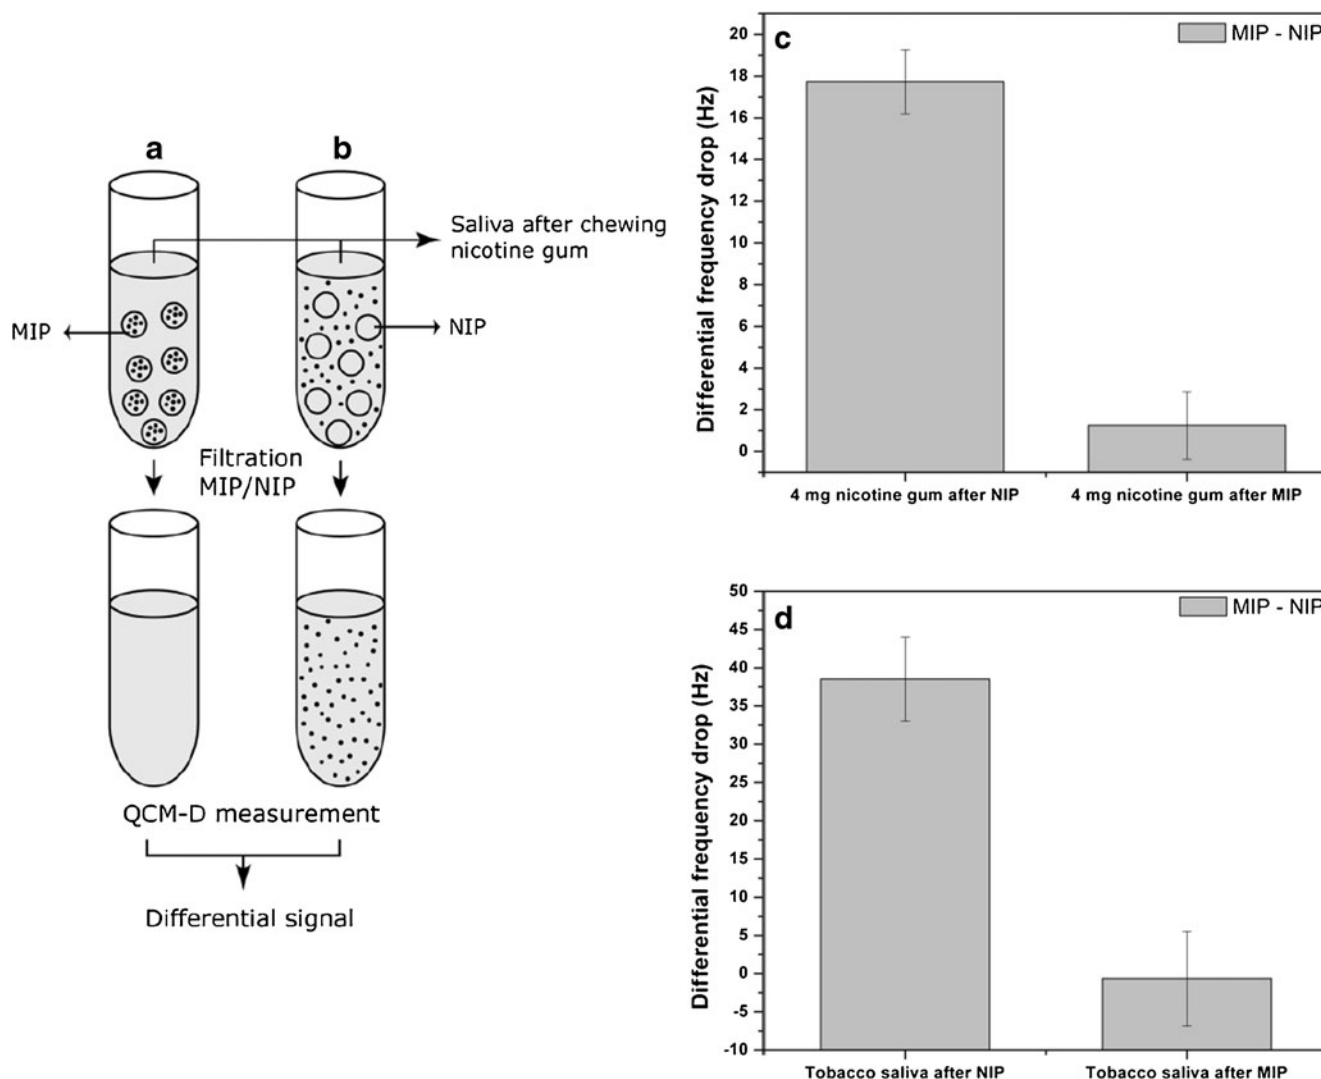 a
b
Saliva after chewing
nicotine gum
MIP
NIP
Filtration
MIP/NIP
QCM-D measurement
Differential signal
c
MIP - NIP
Differential frequency drop (Hz)
20
18
16
14
12
10
8
6
4
2
0
4 mg nicotine gum after NIP
4 mg nicotine gum after MIP
d
MIP - NIP
Differential frequency drop (Hz)
50
45
40
35
30
25
20
15
10
5
0
-5
-10
Tobacco saliva after NIP
Tobacco saliva after MIP